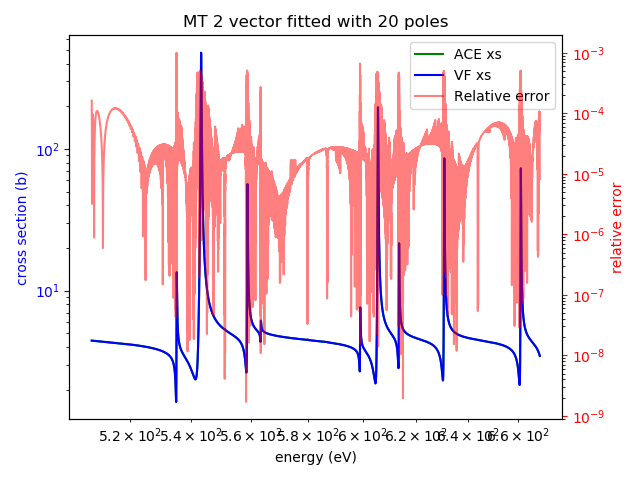 MT 2 vector fitted with 20 poles
ACE xs
VF xs
Relative error
cross section (b)
10²
10¹
relative error
10⁻³
10⁻⁴
10⁻⁵
10⁻⁶
10⁻⁷
10⁻⁸
10⁻⁹
5.2 × 10² 5.4 × 10² 5.6 × 10² 5.8 × 10² 6 × 10² 6.2 × 10² 6.4 × 10² 6.6 × 10²
energy (eV)